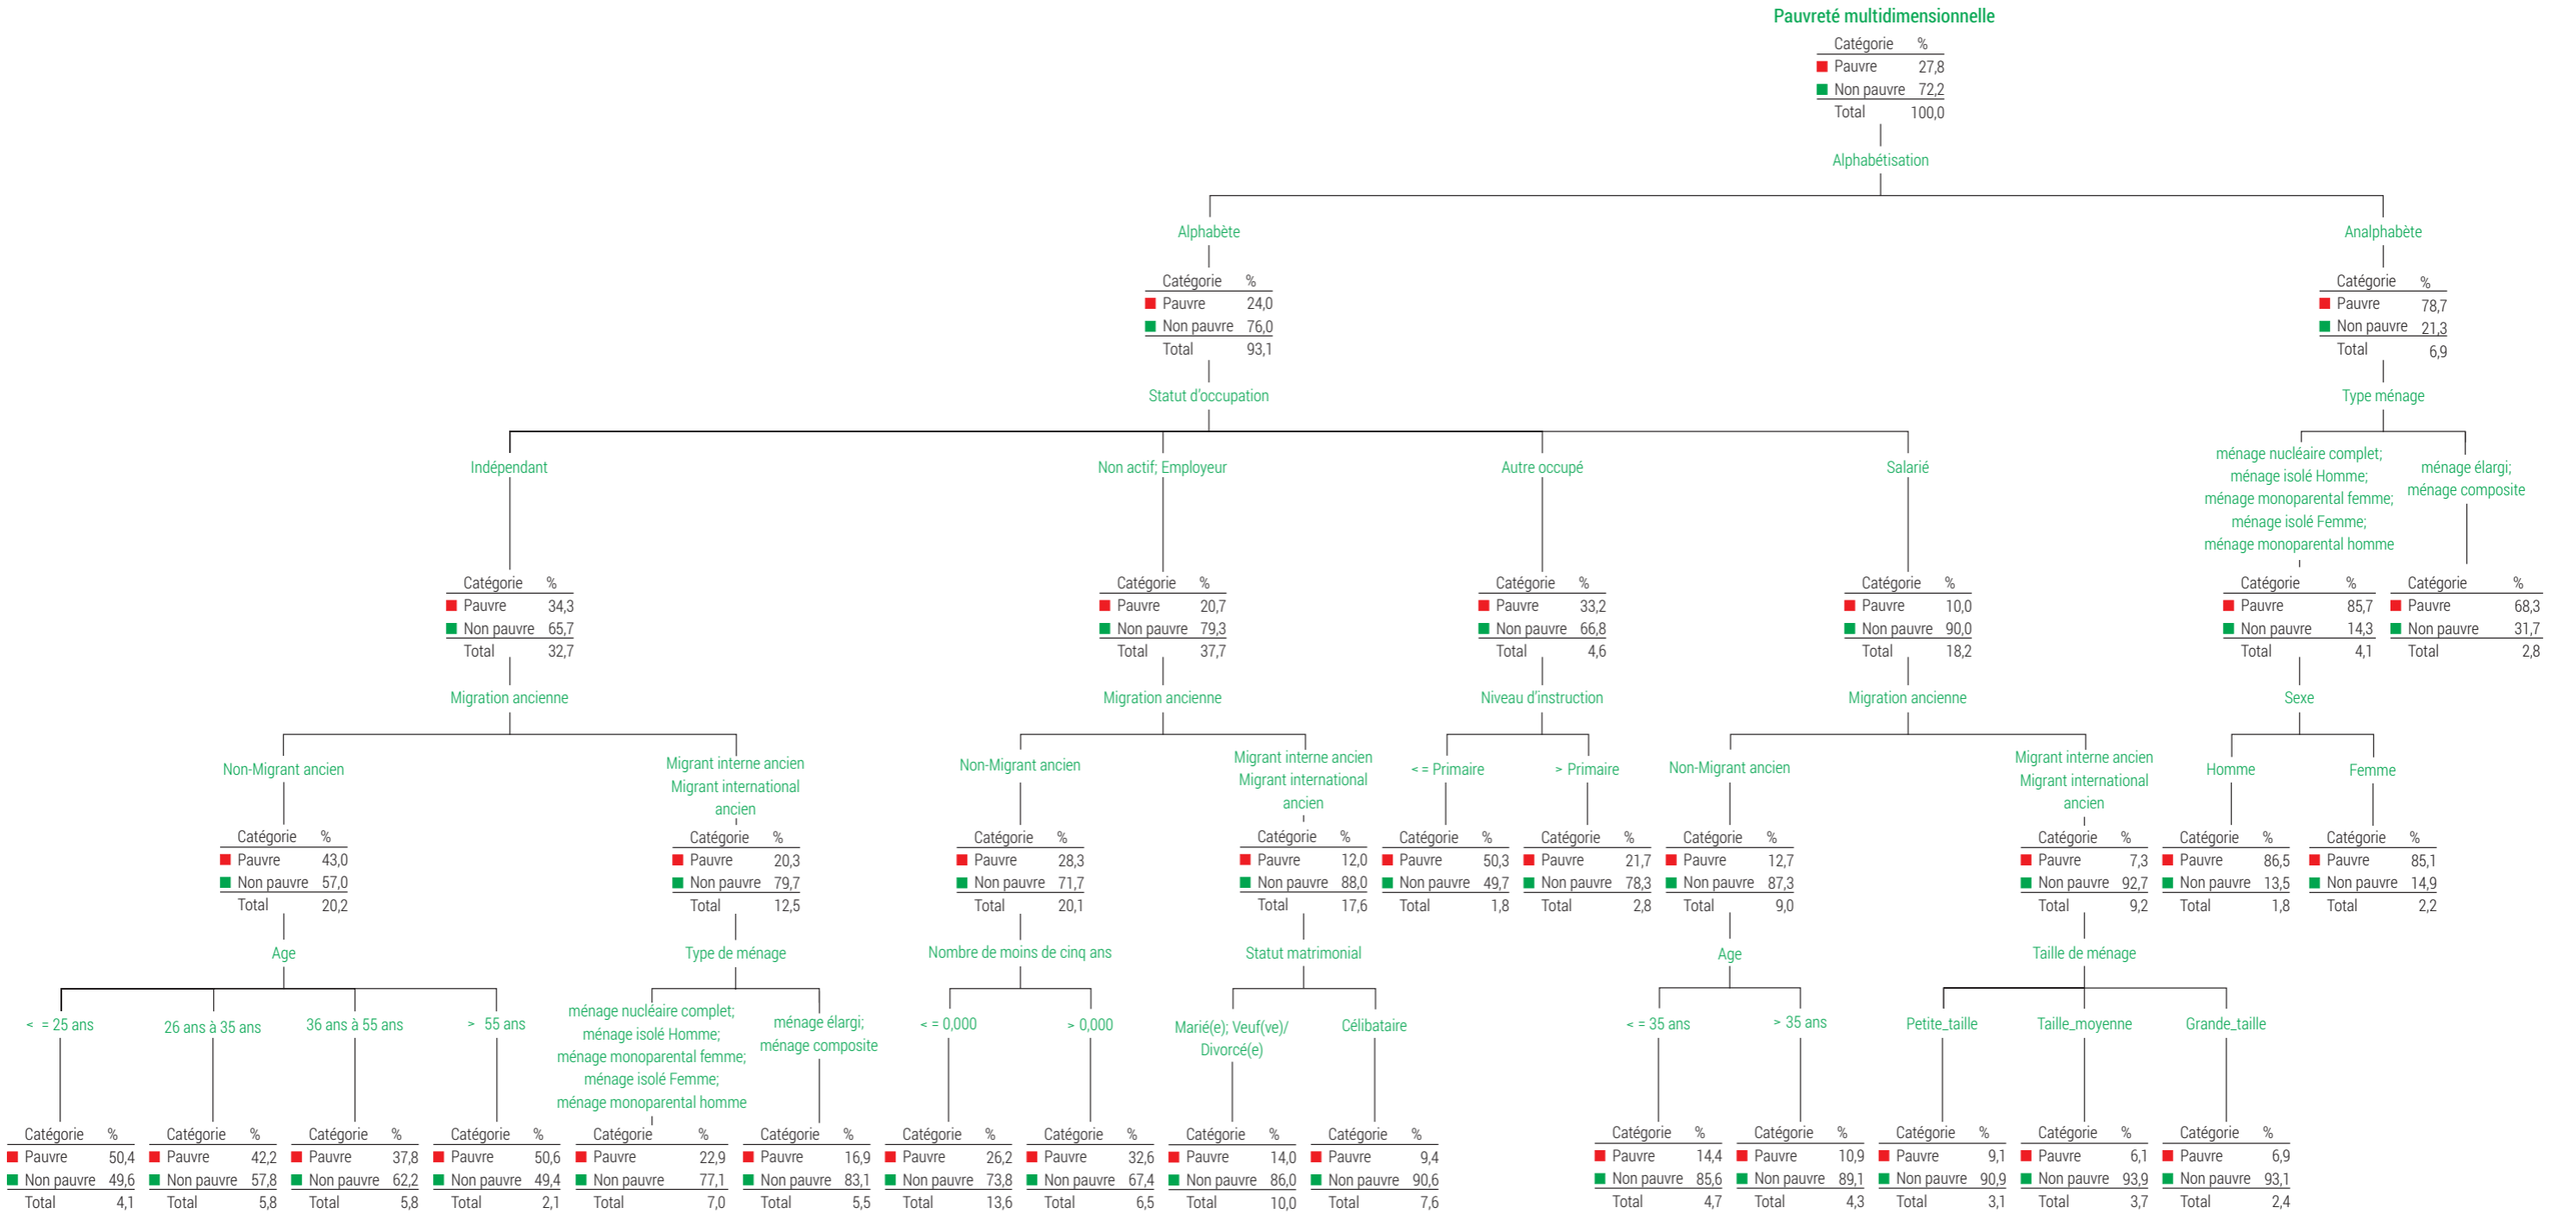 Pauvreté multidimensionnelle
Catégorie %
Pauvre 27,8
Non pauvre 72,2
Total 100,0
Alphabétisation
Alphabète
Catégorie %
Pauvre 24,0
Non pauvre 76,0
Total 93,1
Statut d'occupation
Analphabète
Catégorie %
Pauvre 78,7
Non pauvre 21,3
Total 6,9
Type ménage
Indépendant
Catégorie %
Pauvre 34,3
Non pauvre 65,7
Total 32,7
Migration ancienne
Non actif; Employeur
Catégorie %
Pauvre 20,7
Non pauvre 79,3
Total 37,7
Migration ancienne
Autre occupé
Catégorie %
Pauvre 33,2
Non pauvre 66,8
Total 4,6
Niveau d'instruction
Salarié
Catégorie %
Pauvre 10,0
Non pauvre 90,0
Total 18,2
Migration ancienne
ménage nucléaire complet;
ménage isolé Homme;
ménage monoparental femme;
ménage isolé Femme;
ménage monoparental homme
Catégorie %
Pauvre 85,7
Non pauvre 14,3
Total 4,1
Sexe
ménage élargi;
ménage composite
Catégorie %
Pauvre 68,3
Non pauvre 31,7
Total 2,8
Non-Migrant ancien
Catégorie %
Pauvre 43,0
Non pauvre 57,0
Total 20,2
Age
Migrant interne ancien
Migrant international
ancien
Catégorie %
Pauvre 20,3
Non pauvre 79,7
Total 12,5
Type de ménage
Non-Migrant ancien
Catégorie %
Pauvre 28,3
Non pauvre 71,7
Total 20,1
Nombre de moins de cinq ans
Migrant interne ancien
Migrant international
ancien
Catégorie %
Pauvre 12,0
Non pauvre 88,0
Total 17,6
Statut matrimonial
< = Primaire
Catégorie %
Pauvre 50,3
Non pauvre 49,7
Total 1,8
> Primaire
Catégorie %
Pauvre 21,7
Non pauvre 78,3
Total 2,8
Non-Migrant ancien
Catégorie %
Pauvre 12,7
Non pauvre 87,3
Total 9,0
Age
Migrant interne ancien
Migrant international
ancien
Catégorie %
Pauvre 7,3
Non pauvre 92,7
Total 9,2
Taille de ménage
Homme
Catégorie %
Pauvre 86,5
Non pauvre 13,5
Total 1,8
Femme
Catégorie %
Pauvre 85,1
Non pauvre 14,9
Total 2,2
< = 25 ans
Catégorie %
Pauvre 50,4
Non pauvre 49,6
Total 4,1
26 ans à 35 ans
Catégorie %
Pauvre 42,2
Non pauvre 57,8
Total 5,8
36 ans à 55 ans
Catégorie %
Pauvre 37,8
Non pauvre 62,2
Total 5,8
> 55 ans
Catégorie %
Pauvre 50,6
Non pauvre 49,4
Total 2,1
ménage nucléaire complet;
ménage isolé Homme;
ménage monoparental femme;
ménage isolé Femme;
ménage monoparental homme
Catégorie %
Pauvre 22,9
Non pauvre 77,1
Total 7,0
ménage élargi;
ménage composite
Catégorie %
Pauvre 16,9
Non pauvre 83,1
Total 5,5
< = 0,000
Catégorie %
Pauvre 26,2
Non pauvre 73,8
Total 13,6
> 0,000
Catégorie %
Pauvre 32,6
Non pauvre 67,4
Total 6,5
Marié(e); Veuf(ve)/
Divorcé(e)
Catégorie %
Pauvre 14,0
Non pauvre 86,0
Total 10,0
Célibataire
Catégorie %
Pauvre 9,4
Non pauvre 90,6
Total 7,6
< = 35 ans
Catégorie %
Pauvre 14,4
Non pauvre 85,6
Total 4,7
> 35 ans
Catégorie %
Pauvre 10,9
Non pauvre 89,1
Total 4,3
Petite_taille
Catégorie %
Pauvre 9,1
Non pauvre 90,9
Total 3,1
Taille_moyenne
Catégorie %
Pauvre 6,1
Non pauvre 93,9
Total 3,7
Grande_taille
Catégorie %
Pauvre 6,9
Non pauvre 93,1
Total 2,4